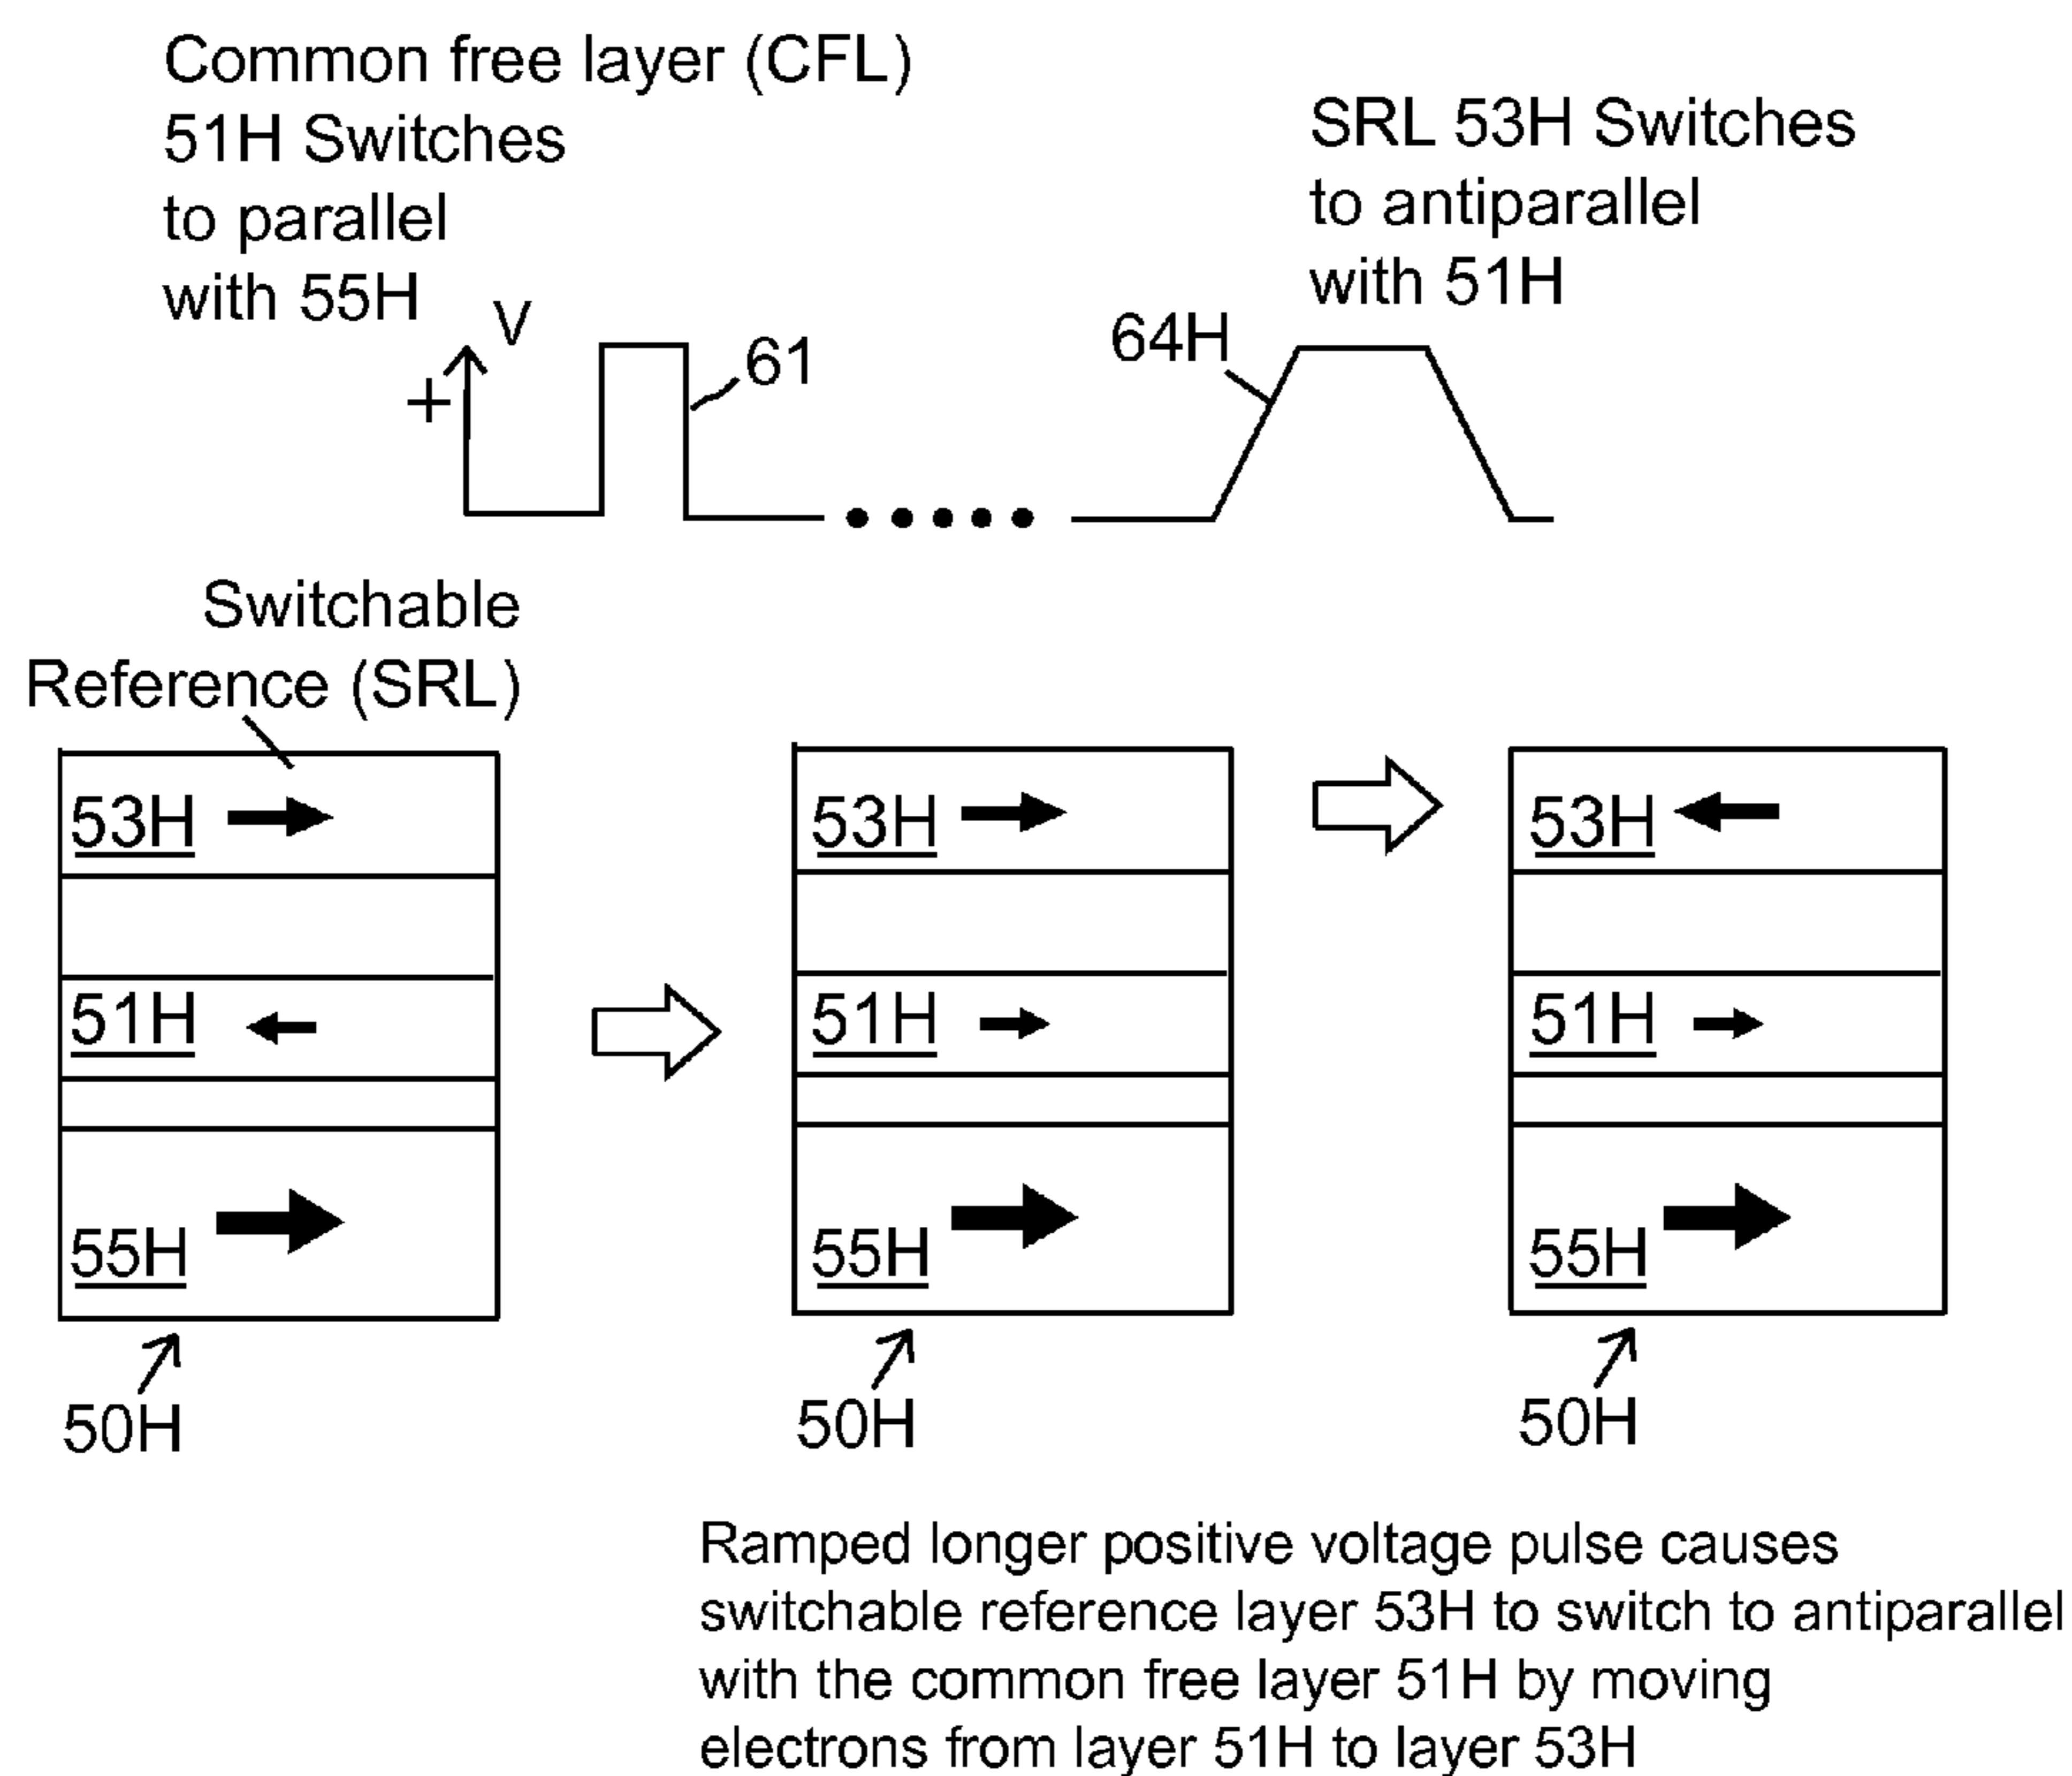 Common free layer (CFL)
51H Switches
to parallel
with 55H
SRL 53H Switches
to antiparallel
with 51H
V
+
61
64H
Switchable
Reference (SRL)
53H
51H
55H
50H
53H
51H
55H
50H
53H
51H
55H
50H
Ramped longer positive voltage pulse causes
switchable reference layer 53H to switch to antiparallel
with the common free layer 51H by moving
electrons from layer 51H to layer 53H